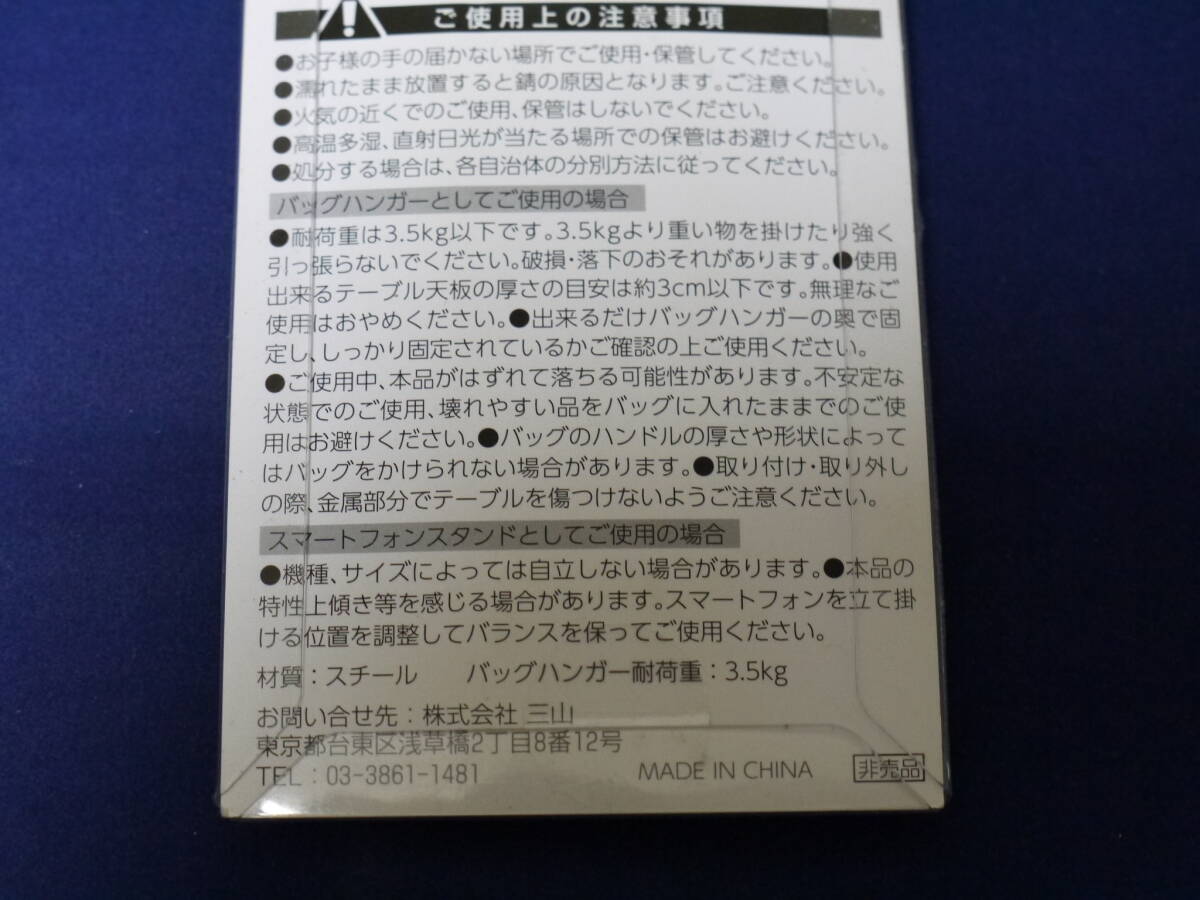 ご使用上の注意事項
●お子様の手の届かない場所でご使用・保管してください。
●濡れたまま放置すると錆の原因となります。ご注意ください。
●火気の近くでのご使用、保管はしないでください。
●高温多湿、直射日光が当たる場所での保管はお避けください。
●処分する場合は、各自治体の分別方法に従ってください。
バッグハンガーとしてご使用の場合
●耐荷重は3.5kg以下です。3.5kgより重い物を掛けたり強く
引っ張らないでください。破損・落下のおそれがあります。●使用
出来るテーブル天板の厚さの目安は約3cm以下です。無理なご
使用はおやめください。●出来るだけバッグハンガーの奥で固
定し、しっかり固定されているかご確認の上ご使用ください。
●ご使用中、本品がはずれて落ちる可能性があります。不安定な
状態でのご使用、壊れやすい品をバッグに入れたままでのご使
用はお避けください。●バッグのハンドルの厚さや形状によって
はバッグをかけられない場合があります。●取り付け・取り外し
の際、金属部分でテーブルを傷つけないようご注意ください。
スマートフォンスタンドとしてご使用の場合
●機種、サイズによっては自立しない場合があります。●本品の
特性上傾き等を感じる場合があります。スマートフォンを立て掛
ける位置を調整してバランスを保ってご使用ください。
材質：スチール　バッグハンガー耐荷重：3.5kg
お問い合せ先：株式会社 三山
東京都台東区浅草橋2丁目8番12号
TEL：03-3861-1481　MADE IN CHINA　非売品